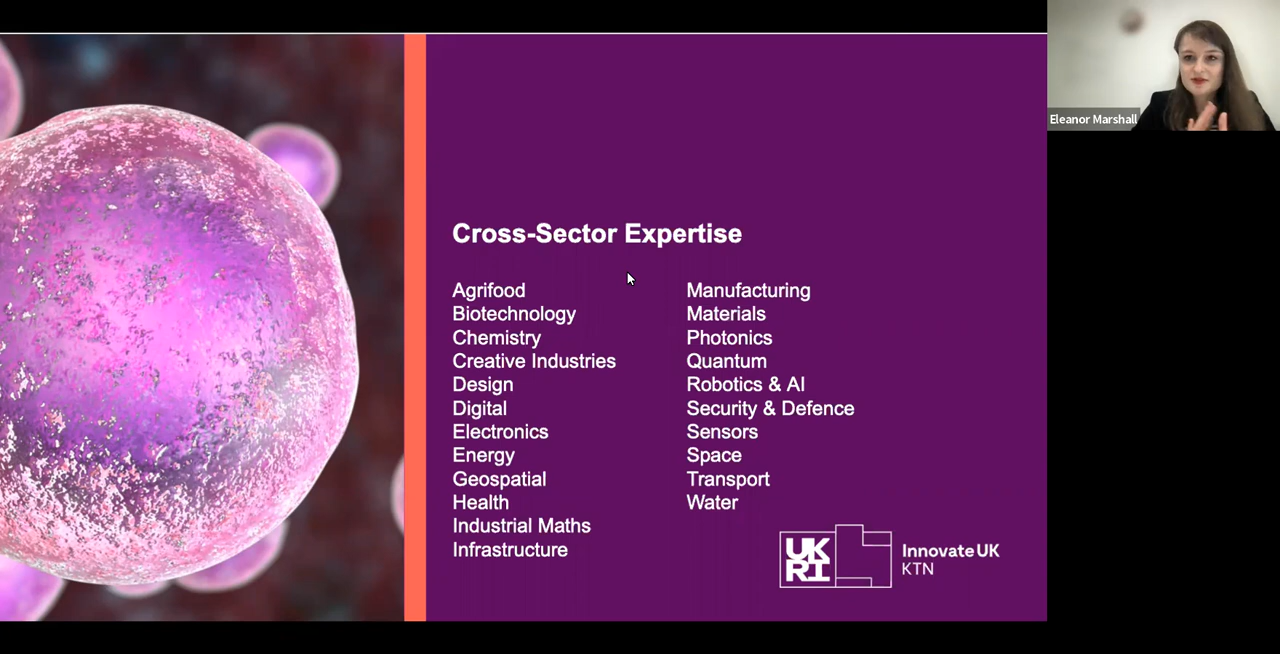 Eleanor Marshall
Cross-Sector Expertise
Agrifood
Biotechnology
Chemistry
Creative Industries
Design
Digital
Electronics
Energy
Geospatial
Health
Industrial Maths
Infrastructure
Manufacturing
Materials
Photonics
Quantum
Robotics & AI
Security & Defence
Sensors
Space
Transport
Water
UK
RI
Innovate UK
KTN